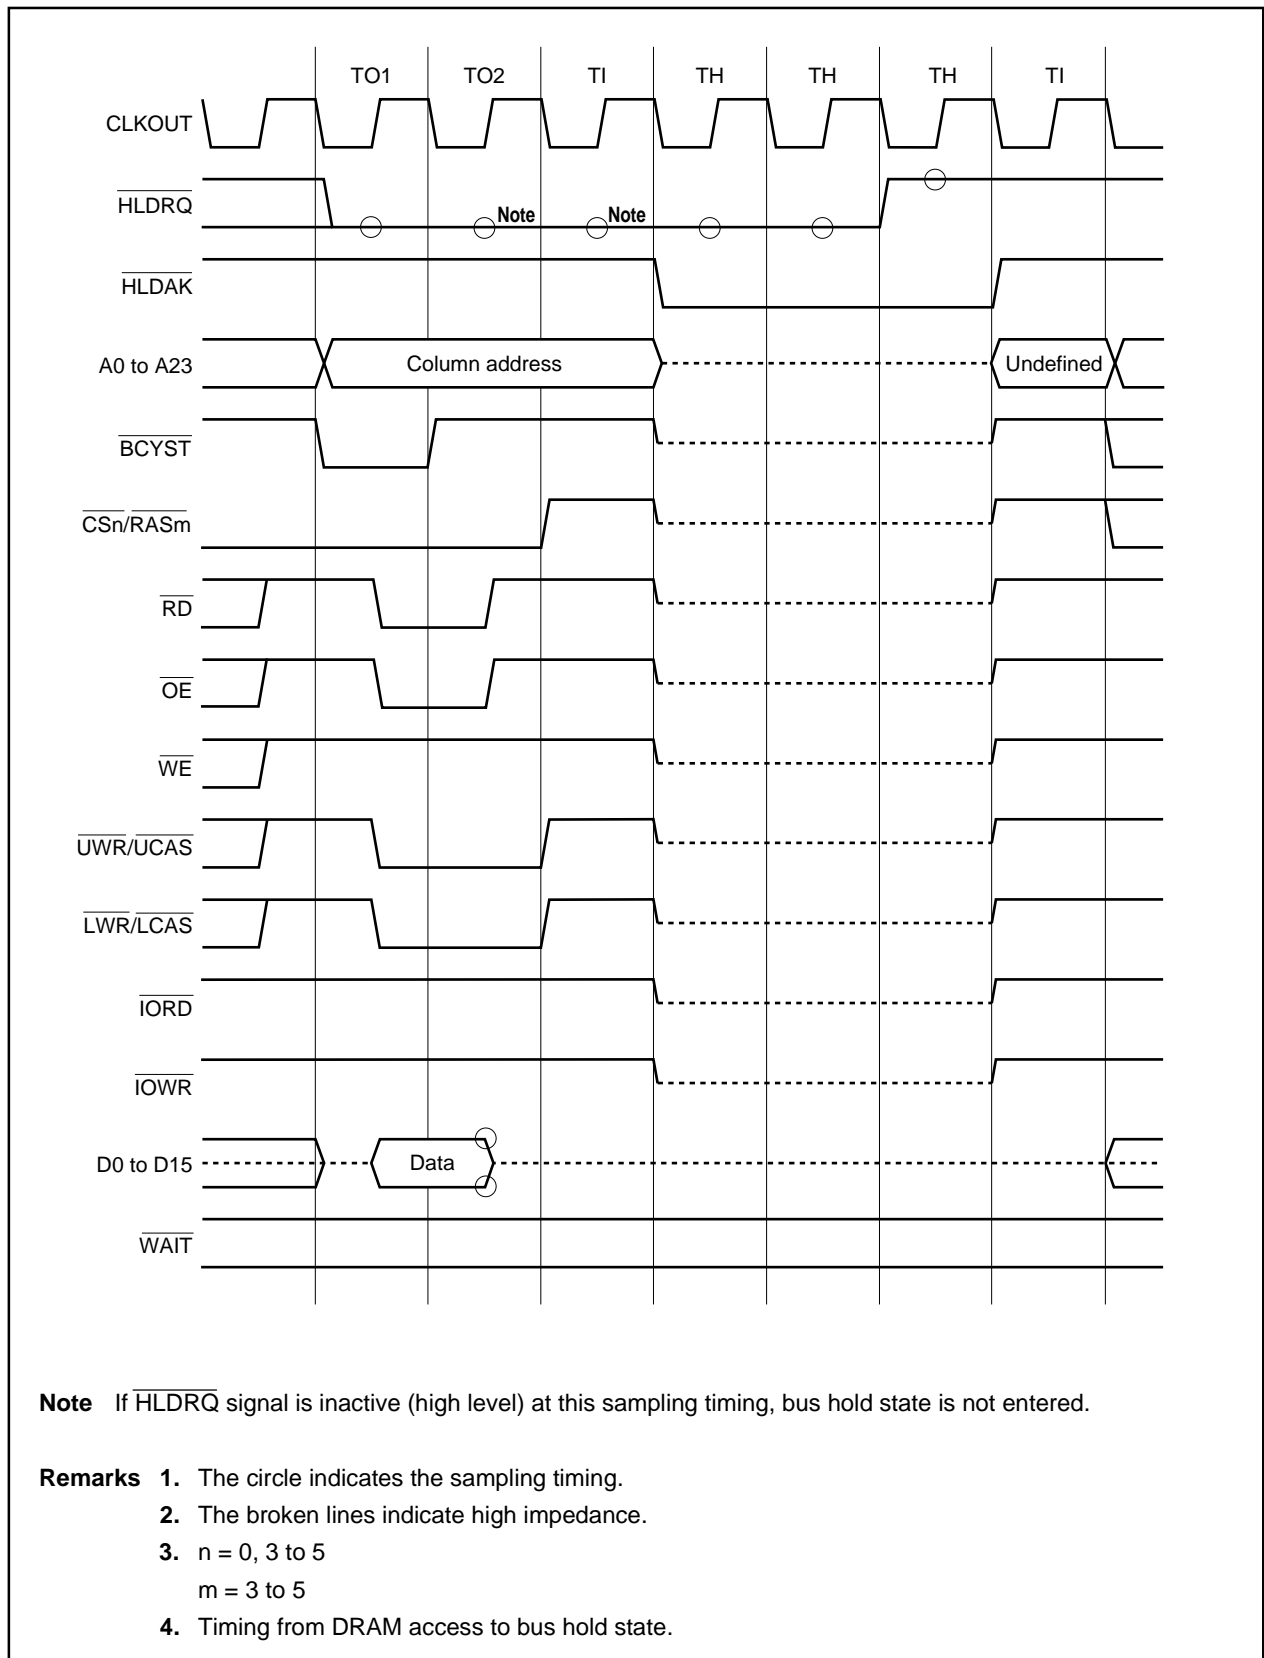 TO1 TO2 TI TH TH TH TI
CLKOUT
HLDRQ
Note Note
HLDAK
A0 to A23 Column address Undefined
BCYST
CSn/RASm
RD
OE
WE
UWR/UCAS
LWR/LCAS
IORD
IOWR
D0 to D15 Data
WAIT
Note If HLDRQ signal is inactive (high level) at this sampling timing, bus hold state is not entered.
Remarks 1. The circle indicates the sampling timing.
2. The broken lines indicate high impedance.
3. n = 0, 3 to 5
m = 3 to 5
4. Timing from DRAM access to bus hold state.